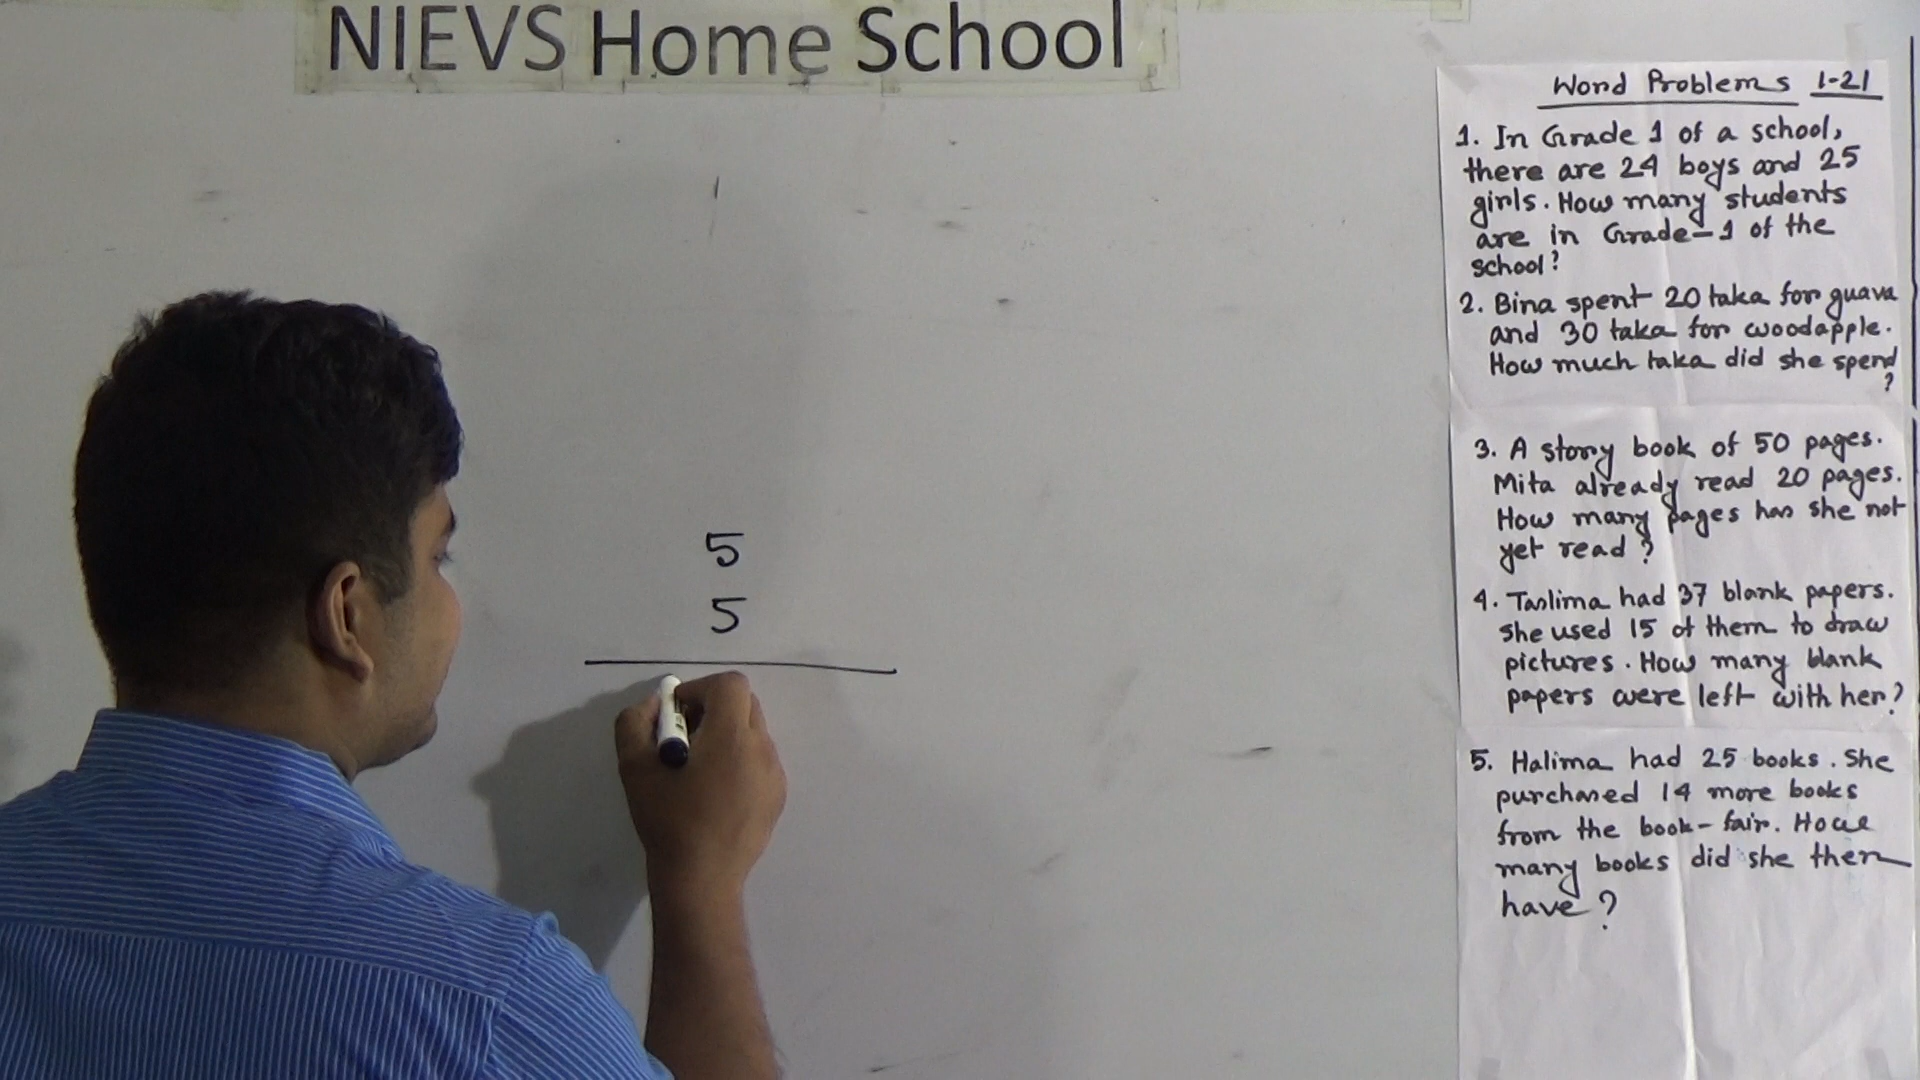 NIEVS Home School
5
5
Word Problems 1-21
1. In Grade 1 of a school,
there are 24 boys and 25
girls. How many students
are in Grade-1 of the
school?
2. Bina spent 20 taka for guava
and 30 taka for woodapple.
How much taka did she spend
?
3. A story book of 50 pages.
Mita already read 20 pages.
How many pages has she not
yet read?
4. Taslima had 37 blank papers.
She used 15 of them to draw
pictures. How many blank
papers were left with her?
5. Halima had 25 books. She
purchased 14 more books
from the book-fair. How
many books did she then
have?